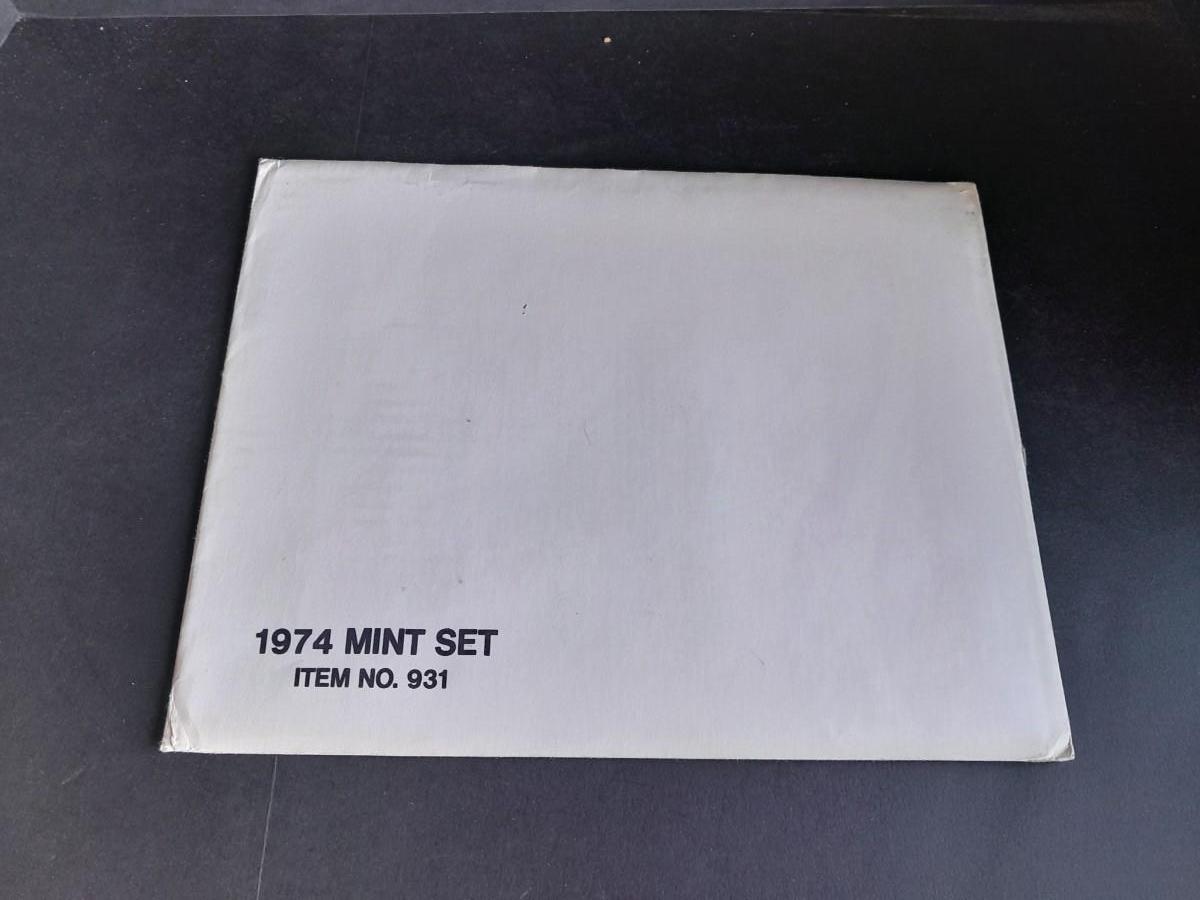 1974 MINT SET
ITEM NO. 931